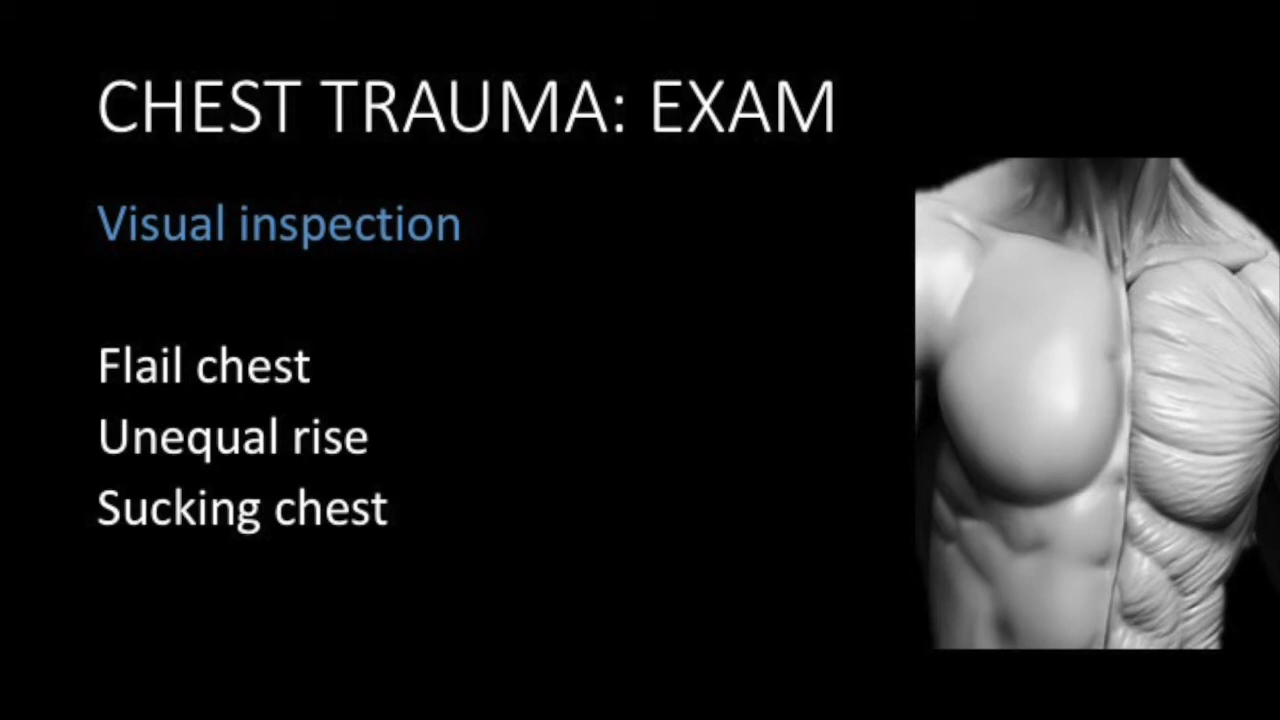 CHEST TRAUMA: EXAM
Visual inspection
Flail chest
Unequal rise
Sucking chest